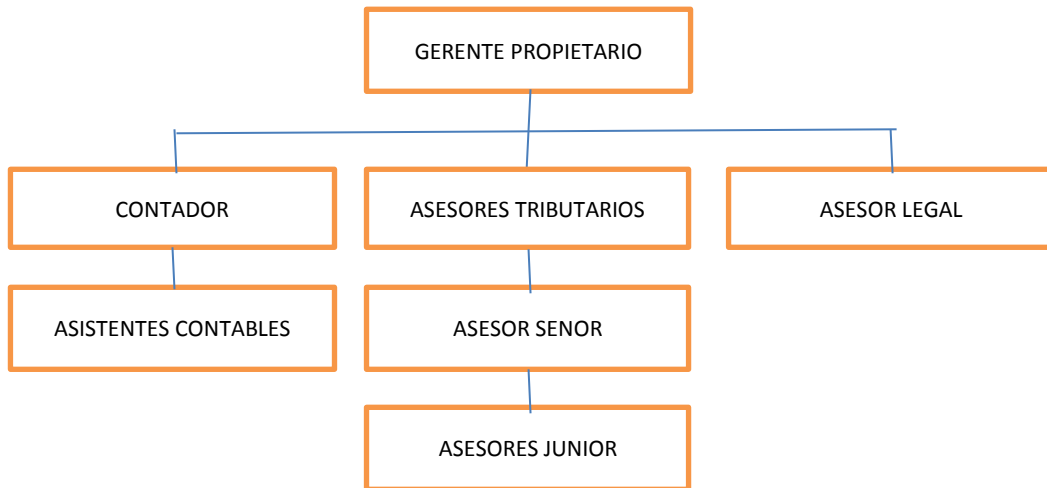 GERENTE PROPIETARIO
CONTADOR
ASESORES TRIBUTARIOS
ASESOR LEGAL
ASISTENTES CONTABLES
ASESOR SENOR
ASESORES JUNIOR